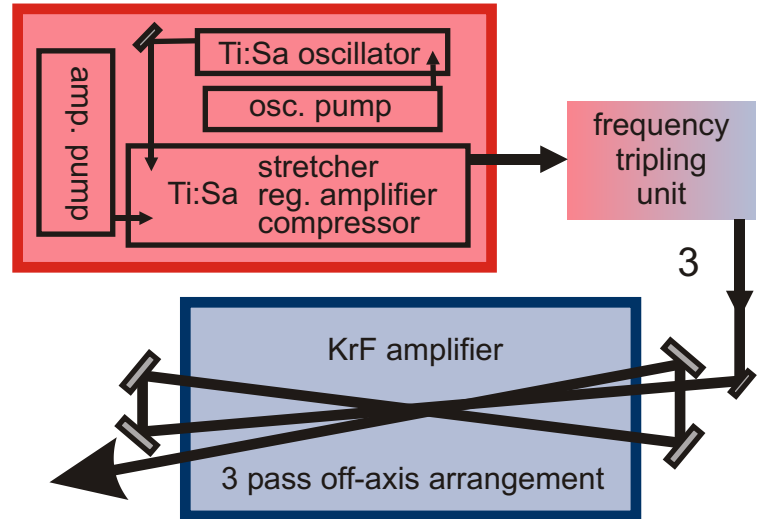 Ti:Sa oscillator
osc. pump
amp. pump
Ti:Sa
stretcher
reg. amplifier
compressor
frequency
tripling
unit
3
KrF amplifier
3 pass off-axis arrangement